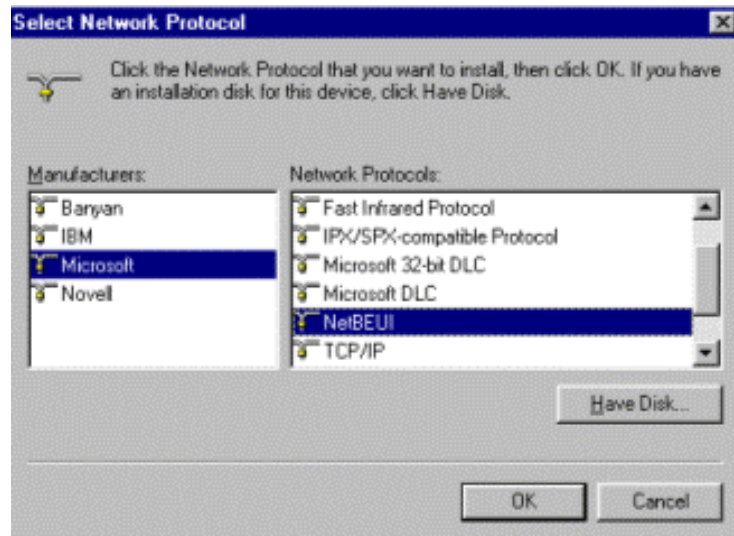 Select Network Protocol
Click the Network Protocol that you want to install, then click OK. If you have
an installation disk for this device, click Have Disk.
Manufacturers:
Banyan
IBM
Microsoft
Novell
Network Protocols:
Fast Infrared Protocol
IPX/SPX-compatible Protocol
Microsoft 32-bit DLC
Microsoft DLC
NetBEUI
TCP/IP
Have Disk...
OK
Cancel